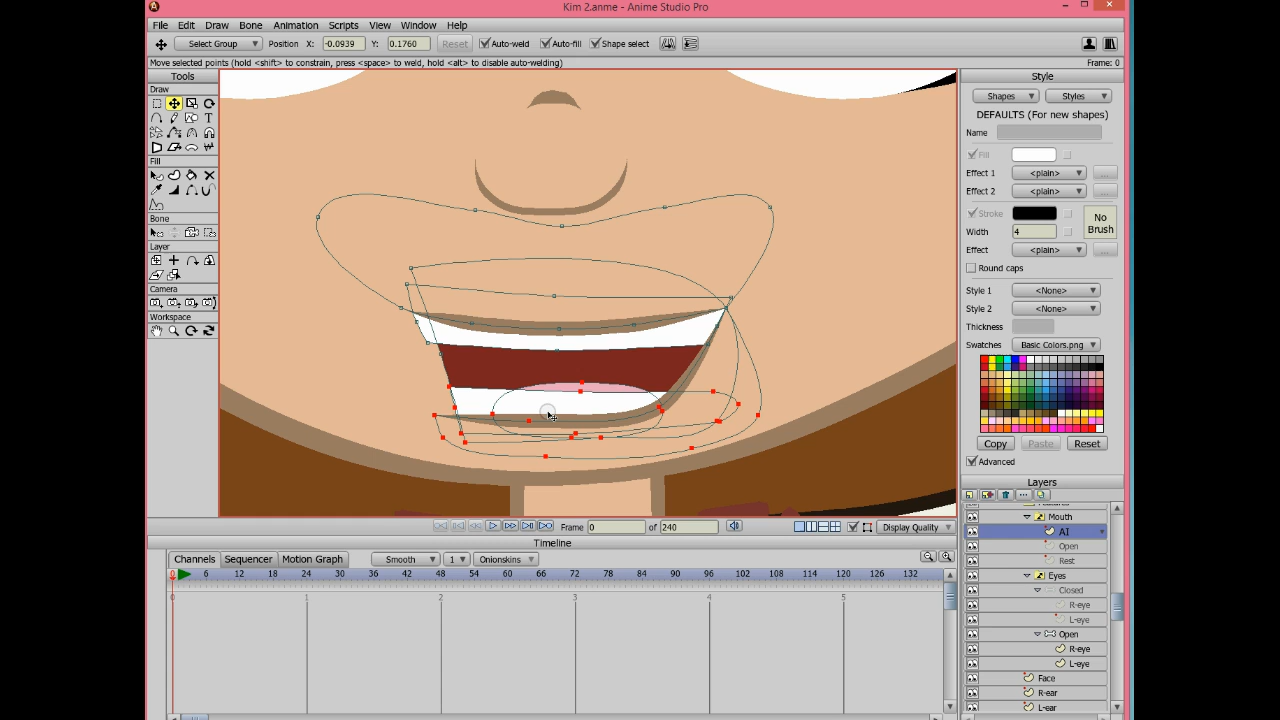 Kim 2.anme - Anime Studio Pro
File Edit Draw Bone Animation Scripts View Window Help
Select Group Position X: -0.0939 Y: 0.1760 Reset Auto-weld Auto-fill Shape select
Move selected points (hold <shift> to constrain, press <space> to weld, hold <alt> to disable auto-welding) Frame: 0
Tools
Draw
T
Fill
Bone
Layer
Camera
Workspace
Style
Shapes Styles
DEFAULTS (For new shapes)
Name
Fill
Effect 1 <plain> ...
Effect 2 <plain> ...
Stroke
No Brush
Width 4
Effect <plain> ...
Round caps
Style 1 <None>
Style 2 <None>
Thickness
Swatches Basic Colors.png
Copy Paste Reset
Advanced
Layers
Mouth
AI
Open
Rest
Eyes
Closed
R-eye
L-eye
Open
R-eye
L-eye
Face
R-ear
L-ear
Frame 0 of 240 Display Quality
Timeline
Channels Sequencer Motion Graph Smooth 1 Onionskins
0 6 12 18 24 30 36 42 48 54 60 66 72 78 84 90 96 102 108 114 120 126 132
0 1 2 3 4 5